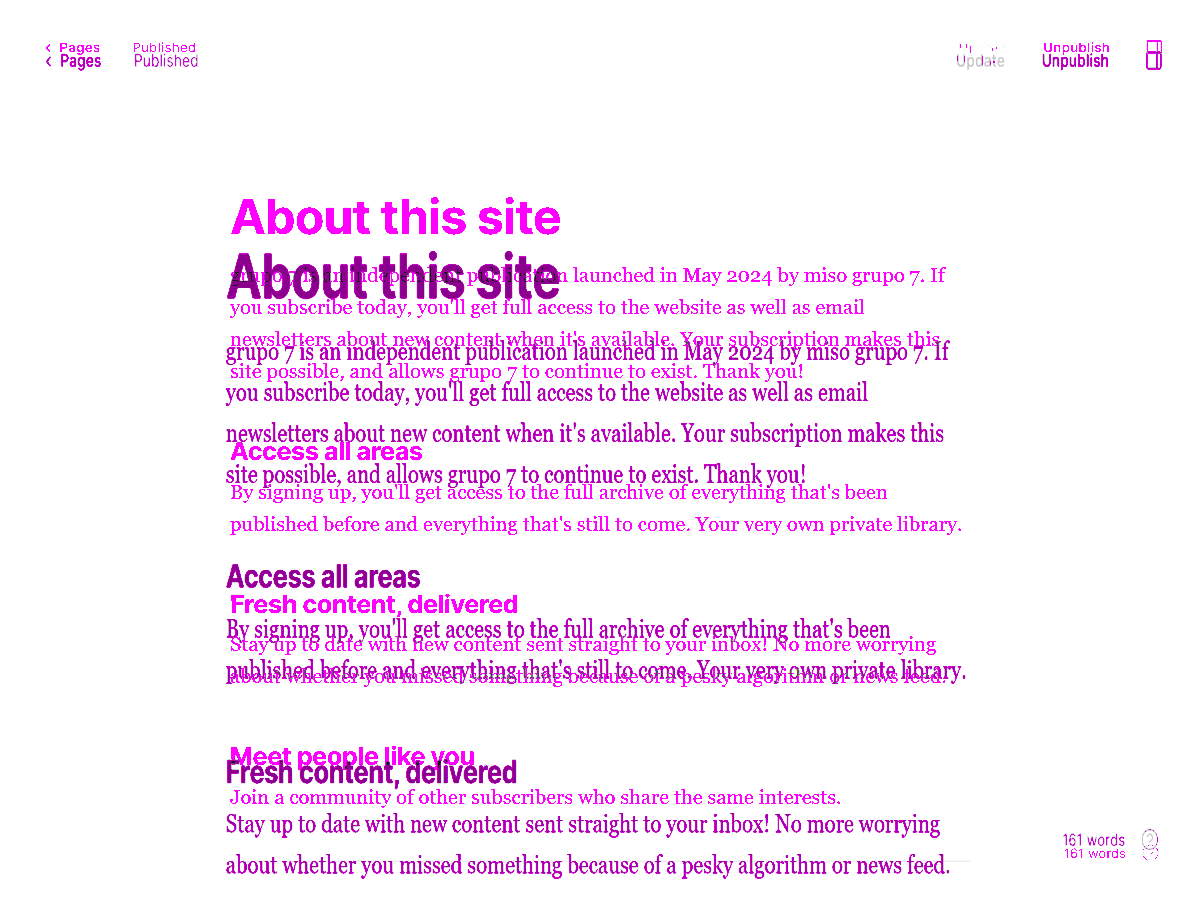 ‹ Pages Published Unpublish
‹ Pages Published Update Unpublish
About this site
grupo 7 is an independent publication launched in May 2024 by miso grupo 7. If
About this site
you subscribe today, you'll get full access to the website as well as email
newsletters about new content when it's available. Your subscription makes this
grupo 7 is an independent publication launched in May 2024 by miso grupo 7. If
site possible, and allows grupo 7 to continue to exist. Thank you!
you subscribe today, you'll get full access to the website as well as email
newsletters about new content when it's available. Your subscription makes this
Access all areas
site possible, and allows grupo 7 to continue to exist. Thank you!
By signing up, you'll get access to the full archive of everything that's been
published before and everything that's still to come. Your very own private library.
Access all areas
Fresh content, delivered
By signing up, you'll get access to the full archive of everything that's been
Stay up to date with new content sent straight to your inbox! No more worrying
published before and everything that's still to come. Your very own private library.
about whether you missed something because of a pesky algorithm or news feed.
Meet people like you
Fresh content, delivered
Join a community of other subscribers who share the same interests.
Stay up to date with new content sent straight to your inbox! No more worrying
161 words ?
161 words
about whether you missed something because of a pesky algorithm or news feed.